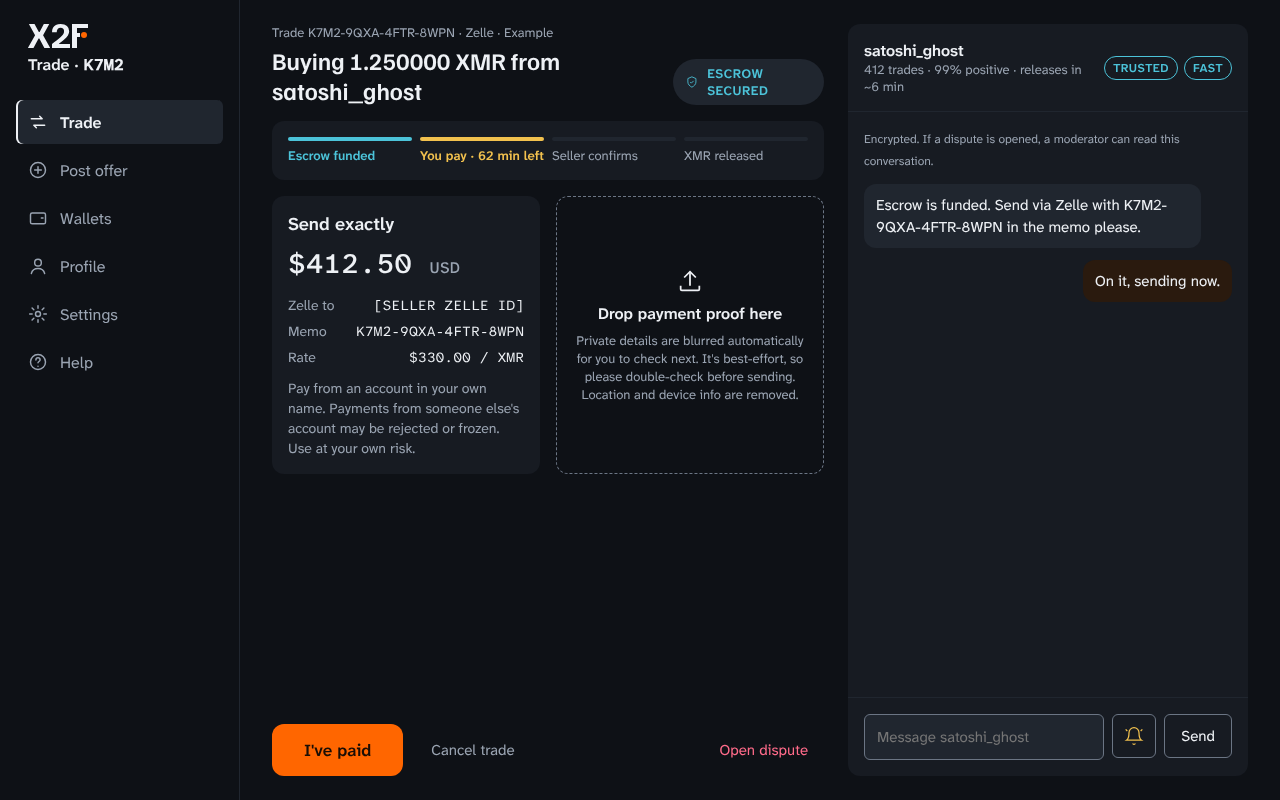 X2F
Trade · K7M2
Trade
Post offer
Wallets
Profile
Settings
Help
Trade K7M2-9QXA-4FTR-8WPN · Zelle · Example
Buying 1.250000 XMR from
satoshi_ghost
ESCROW
SECURED
Escrow funded
You pay · 62 min left
Seller confirms
XMR released
Send exactly
$412.50 USD
Zelle to [SELLER ZELLE ID]
Memo K7M2-9QXA-4FTR-8WPN
Rate $330.00 / XMR
Pay from an account in your own
name. Payments from someone else's
account may be rejected or frozen.
Use at your own risk.
Drop payment proof here
Private details are blurred automatically
for you to check next. It's best-effort, so
please double-check before sending.
Location and device info are removed.
I've paid
Cancel trade
Open dispute
satoshi_ghost
412 trades · 99% positive · releases in
~6 min
TRUSTED
FAST
Encrypted. If a dispute is opened, a moderator can read this
conversation.
Escrow is funded. Send via Zelle with K7M2-
9QXA-4FTR-8WPN in the memo please.
On it, sending now.
Message satoshi_ghost
Send